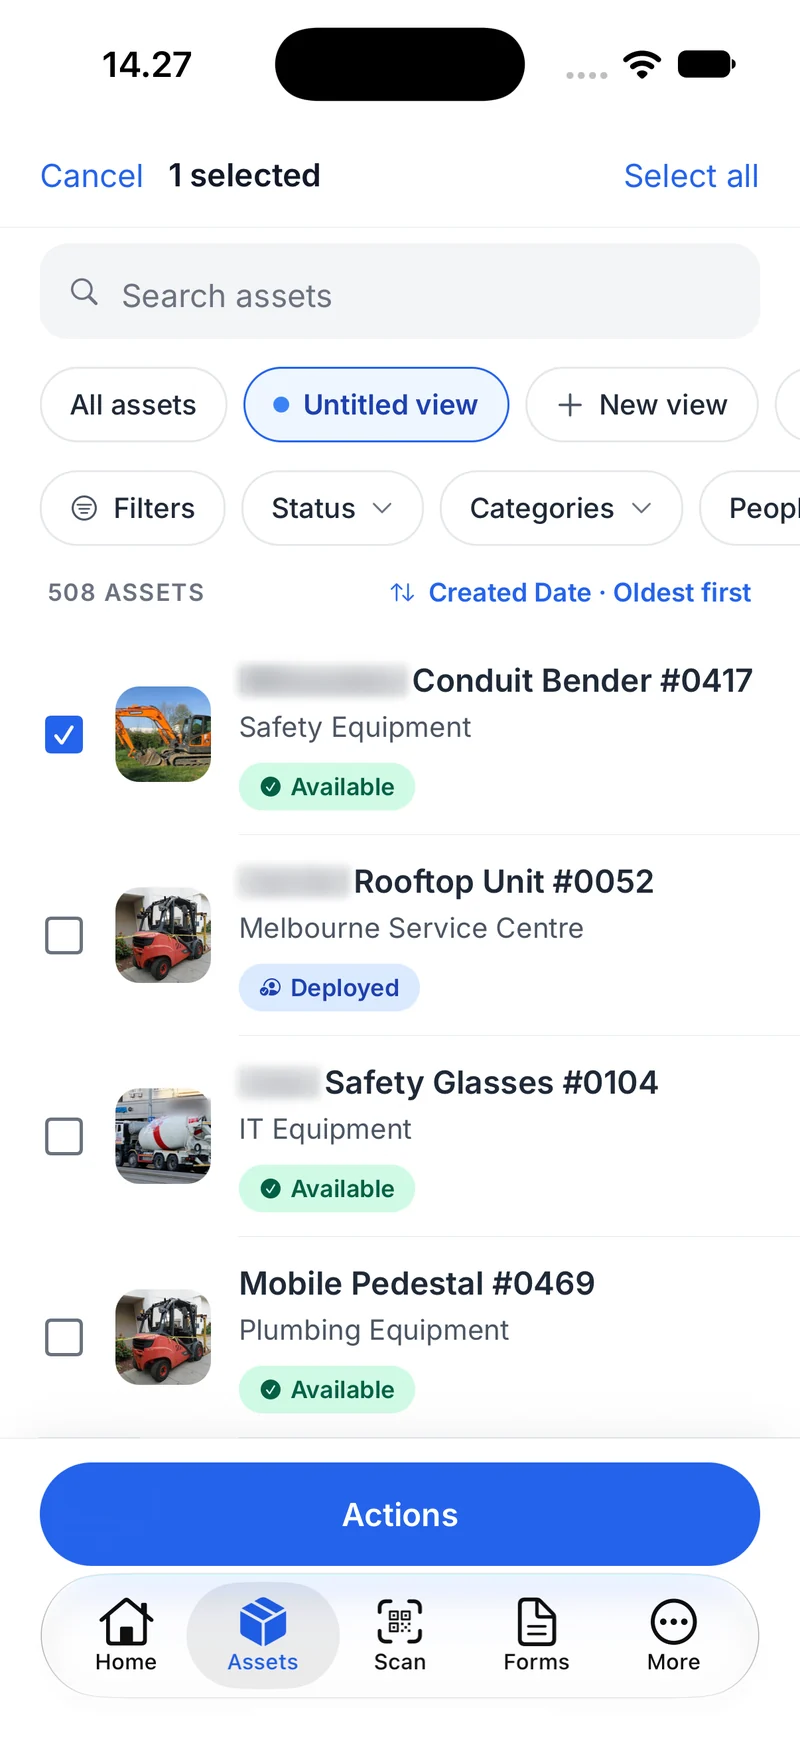 14.27
Cancel 1 selected Select all
Search assets
All assets Untitled view New view
Filters Status Categories Peopl
508 ASSETS Created Date · Oldest first
Conduit Bender #0417
Safety Equipment
Available
Rooftop Unit #0052
Melbourne Service Centre
Deployed
Safety Glasses #0104
IT Equipment
Available
Mobile Pedestal #0469
Plumbing Equipment
Available
Actions
Home Assets Scan Forms More